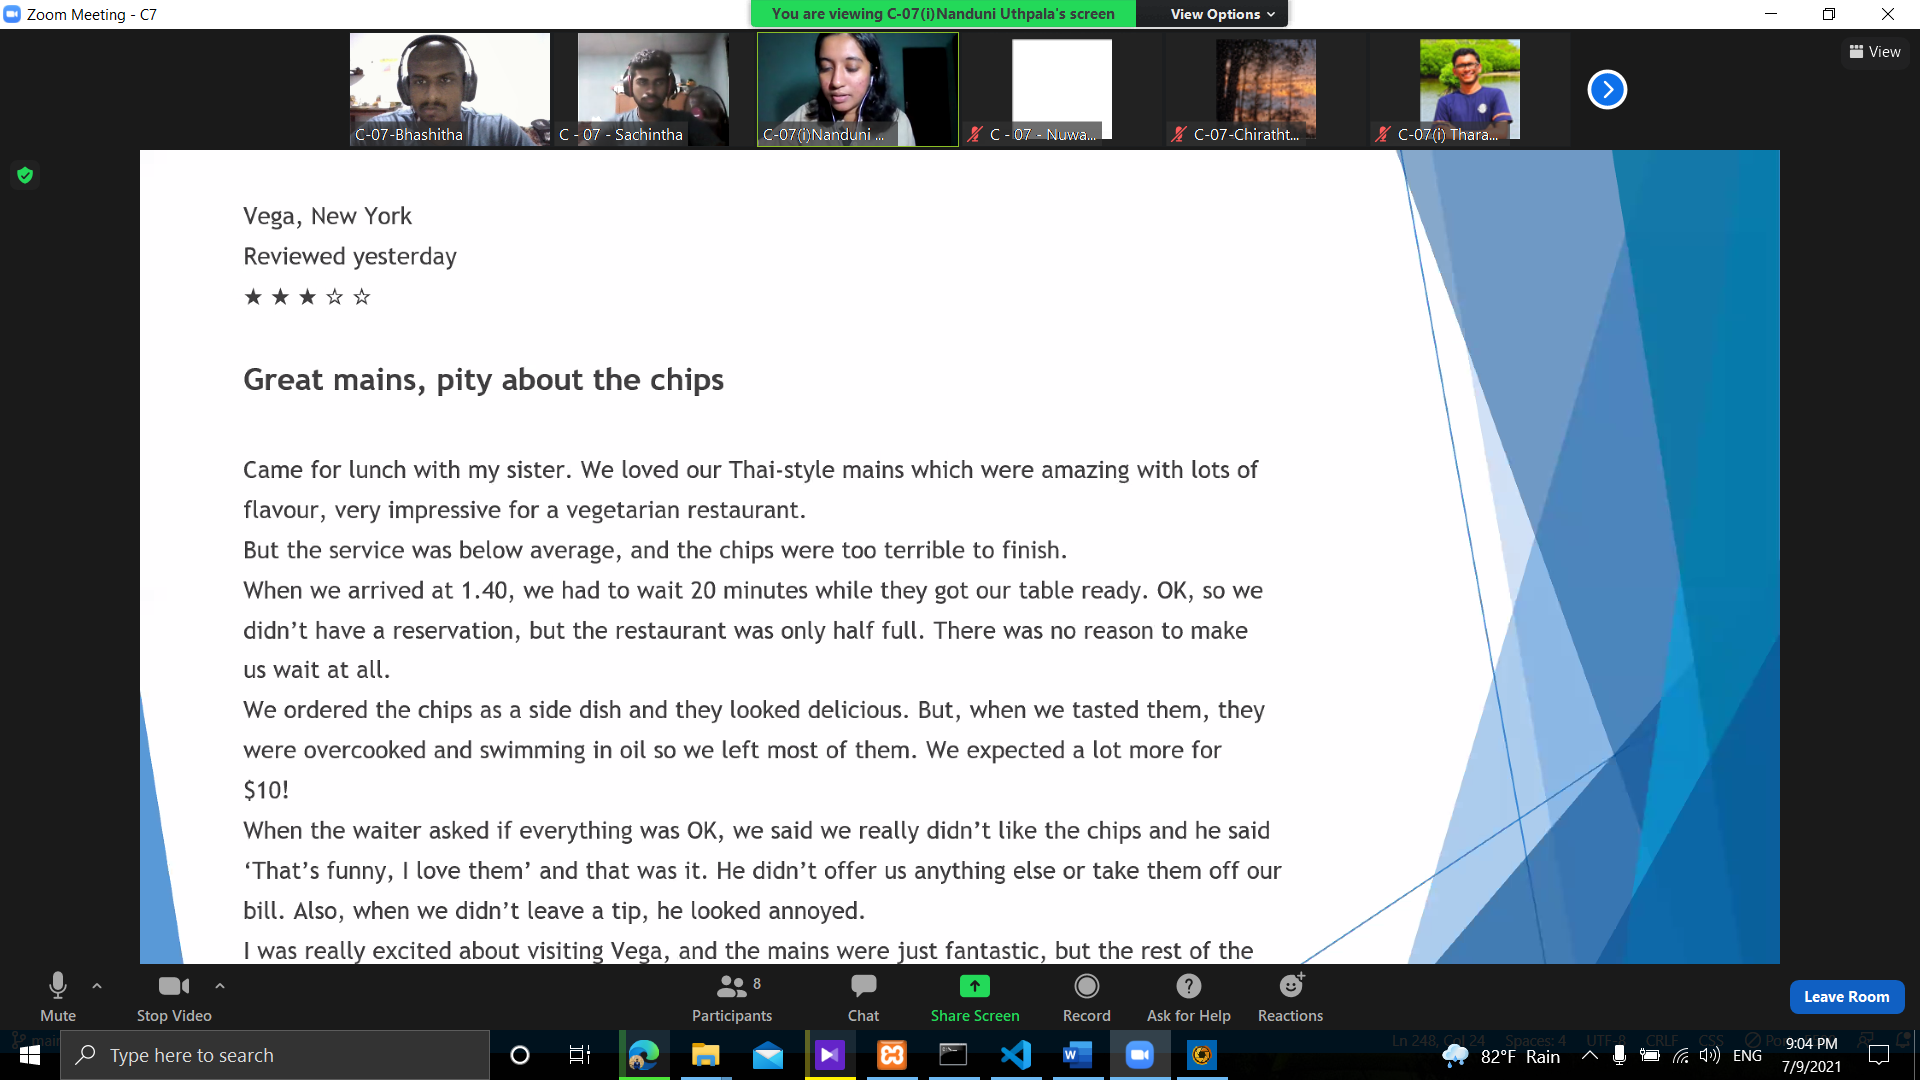 Zoom Meeting - C7
You are viewing C-07(i)Nanduni Uthpala's screen
View Options
View
C-07-Bhashitha
C - 07 - Sachintha
C-07(i)Nanduni ...
C - 07 - Nuwa...
C-07-Chiratht...
C-07(i) Thara...
Vega, New York
Reviewed yesterday
★ ★ ★ ☆ ☆
Great mains, pity about the chips
Came for lunch with my sister. We loved our Thai-style mains which were amazing with lots of
flavour, very impressive for a vegetarian restaurant.
But the service was below average, and the chips were too terrible to finish.
When we arrived at 1.40, we had to wait 20 minutes while they got our table ready. OK, so we
didn’t have a reservation, but the restaurant was only half full. There was no reason to make
us wait at all.
We ordered the chips as a side dish and they looked delicious. But, when we tasted them, they
were overcooked and swimming in oil so we left most of them. We expected a lot more for
$10!
When the waiter asked if everything was OK, we said we really didn’t like the chips and he said
‘That’s funny, I love them’ and that was it. He didn’t offer us anything else or take them off our
bill. Also, when we didn’t leave a tip, he looked annoyed.
I was really excited about visiting Vega, and the mains were just fantastic, but the rest of the
8
Mute
Stop Video
Participants
Chat
Share Screen
Record
Ask for Help
Reactions
Leave Room
Ln 248, Col 24 Spaces: 4 UTF-8 CRLF CSS
Type here to search
82°F Rain
ENG
9:04 PM
7/9/2021